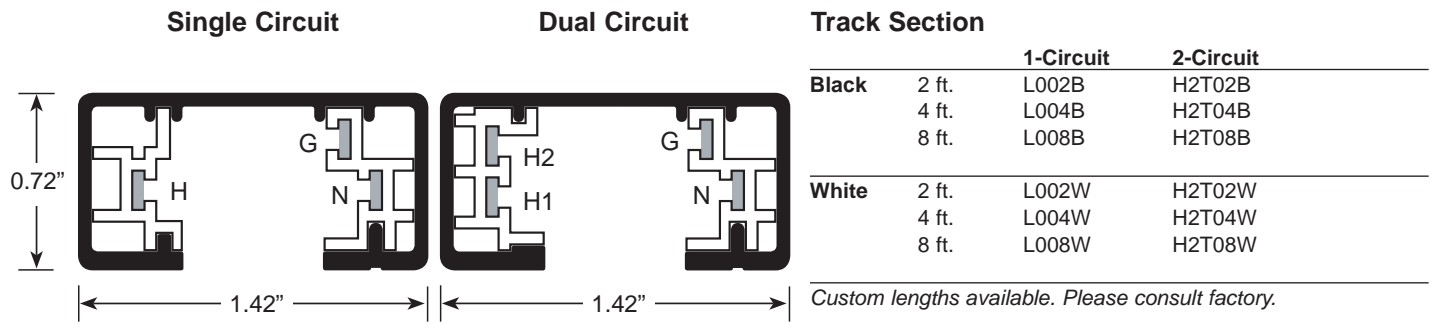 Single Circuit
Dual Circuit
0.72”
H
G
N
1.42”
H2
H1
G
N
1.42”
Track Section
1-Circuit 2-Circuit
Black 2 ft. L002B H2T02B
4 ft. L004B H2T04B
8 ft. L008B H2T08B
White 2 ft. L002W H2T02W
4 ft. L004W H2T04W
8 ft. L008W H2T08W
Custom lengths available. Please consult factory.